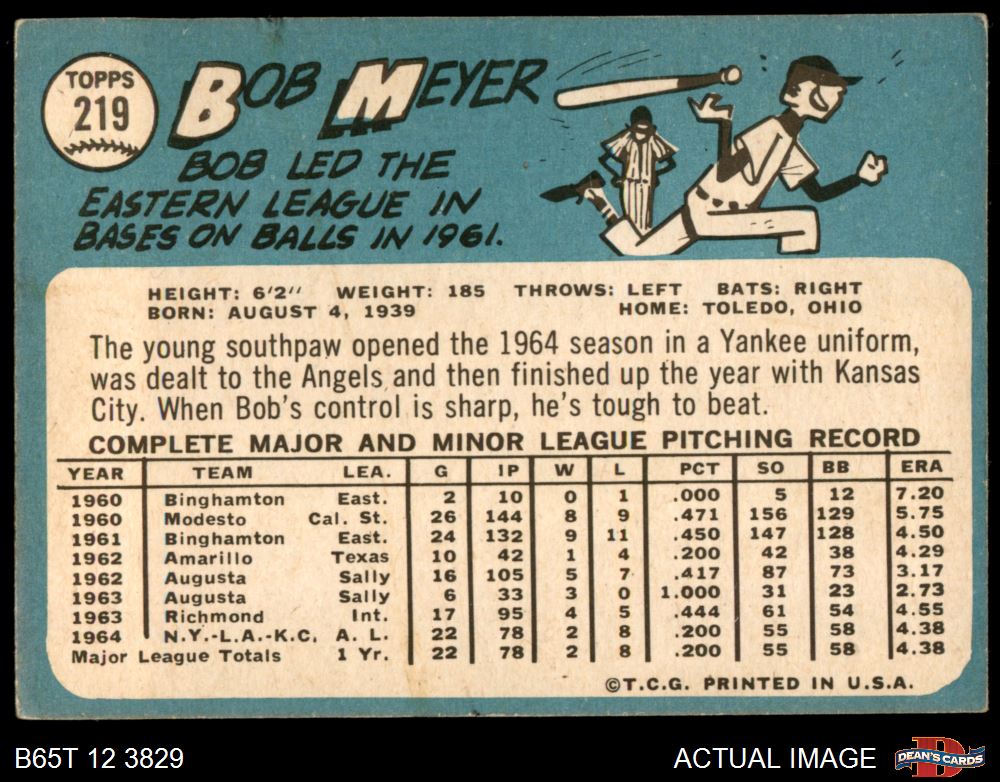 TOPPS
219
BOB MEYER
BOB LED THE
EASTERN LEAGUE IN
BASES ON BALLS IN 1961.
HEIGHT: 6'2" WEIGHT: 185 THROWS: LEFT BATS: RIGHT
BORN: AUGUST 4, 1939 HOME: TOLEDO, OHIO
The young southpaw opened the 1964 season in a Yankee uniform,
was dealt to the Angels and then finished up the year with Kansas
City. When Bob's control is sharp, he's tough to beat.
COMPLETE MAJOR AND MINOR LEAGUE PITCHING RECORD
YEAR TEAM LEA. G IP W L PCT SO BB ERA
1960 Binghamton East. 2 10 0 1 .000 5 12 7.20
1960 Modesto Cal. St. 26 144 8 9 .471 156 129 5.75
1961 Binghamton East. 24 132 9 11 .450 147 128 4.50
1962 Amarillo Texas 10 42 1 4 .200 42 38 4.29
1962 Augusta Sally 16 105 5 7 .417 87 73 3.17
1963 Augusta Sally 6 33 3 0 1.000 31 23 2.73
1963 Richmond Int. 17 95 4 5 .444 61 54 4.55
1964 N.Y.-L.A.-K.C. A. L. 22 78 2 8 .200 55 58 4.38
Major League Totals 1 Yr. 22 78 2 8 .200 55 58 4.38
©T.C.G. PRINTED IN U.S.A.
B65T 12 3829 ACTUAL IMAGE D DEAN'S CARDS